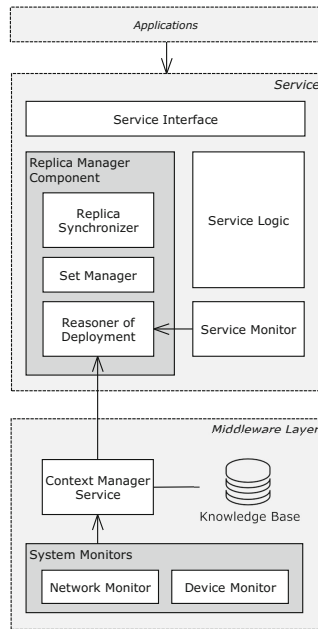 Applications
Service
Service Interface
Replica Manager
Component
Replica
Synchronizer
Set Manager
Reasoner of
Deployment
Service Logic
Service Monitor
Middleware Layer
Context Manager
Service
Knowledge Base
System Monitors
Network Monitor
Device Monitor